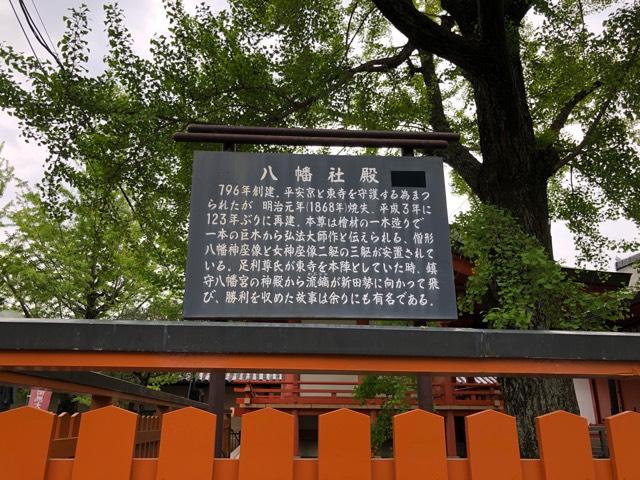 八幡社殿
796年創建。平安京と東寺を守護する為まつ
られたが、明治元年(1868年)焼失、平成3年に
123年ぶりに再建。本尊は檜材の一木造りで
一本の巨木から弘法大師作と伝えられる、僧形
八幡神座像と女神座像二躯の三躯が安置されて
いる。足利尊氏が東寺を本陣としていた時、鎮
守八幡宮の神殿から流鏑が新田勢に向かって飛
び、勝利を収めた故事は余りにも有名である。